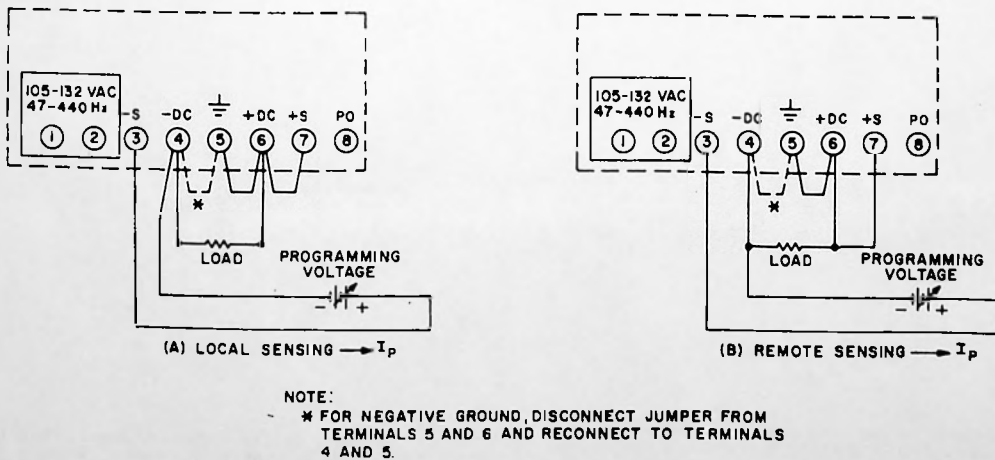 105-132 VAC
47-440 Hz
-S -DC +DC +S PO
1 2 3 4 5 6 7 8
*
LOAD
PROGRAMMING
VOLTAGE
- +
(A) LOCAL SENSING → Ip
105-132 VAC
47-440 Hz
-S -DC +DC +S PO
1 2 3 4 5 6 7 8
*
LOAD
PROGRAMMING
VOLTAGE
- +
(B) REMOTE SENSING → Ip
NOTE:
* FOR NEGATIVE GROUND, DISCONNECT JUMPER FROM
TERMINALS 5 AND 6 AND RECONNECT TO TERMINALS
4 AND 5.